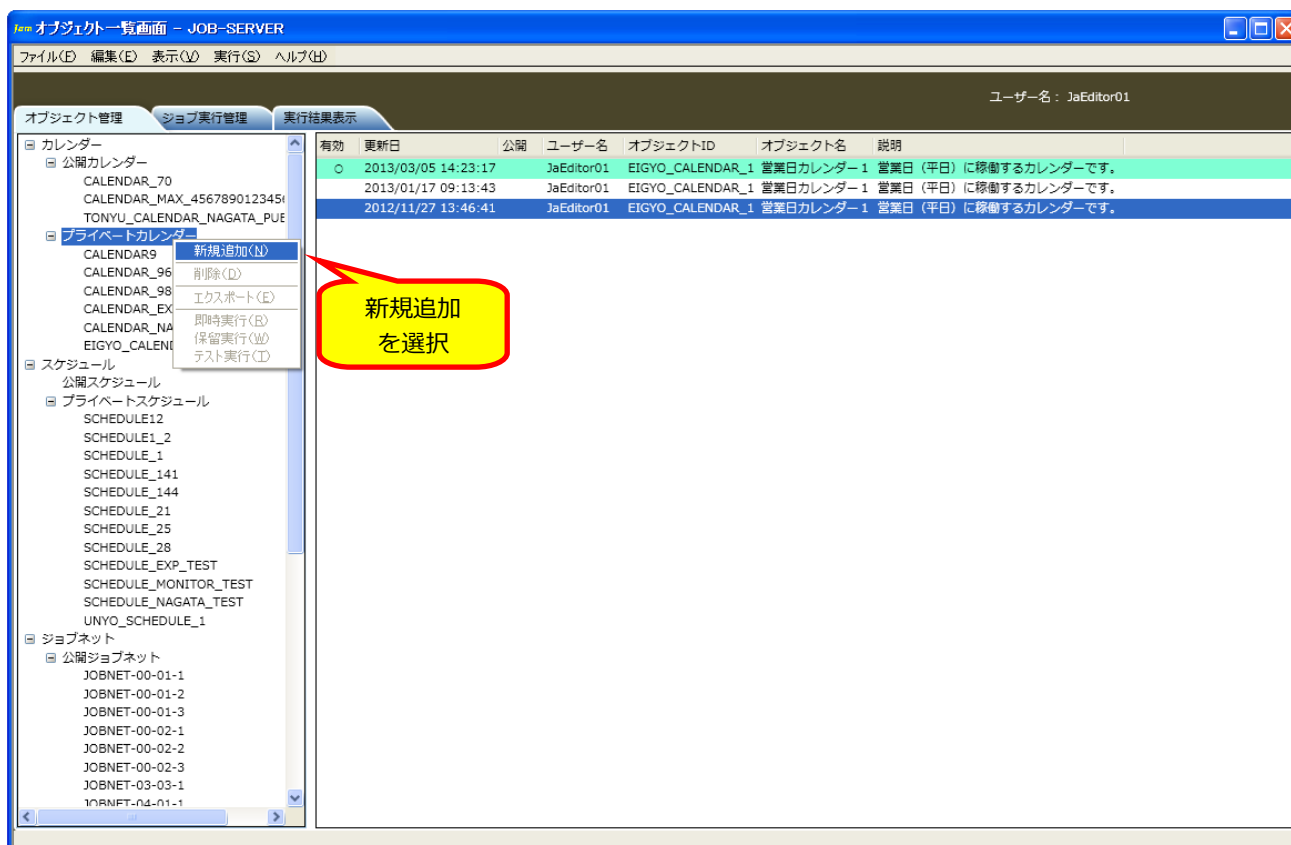 Jam オブジェクト一覧画面 - JOB-SERVER
ファイル(F) 編集(E) 表示(V) 実行(S) ヘルプ(H)
ユーザー名 : JaEditor01
オブジェクト管理 ジョブ実行管理 実行結果表示
カレンダー
公開カレンダー
CALENDAR_70
CALENDAR_MAX_4567890123456
TONYU_CALENDAR_NAGATA_PUE
プライベートカレンダー
CALENDAR9
CALENDAR_96
CALENDAR_98
CALENDAR_EX
CALENDAR_NA
EIGYO_CALEN
スケジュール
公開スケジュール
プライベートスケジュール
SCHEDULE12
SCHEDULE1_2
SCHEDULE_1
SCHEDULE_141
SCHEDULE_144
SCHEDULE_21
SCHEDULE_25
SCHEDULE_28
SCHEDULE_EXP_TEST
SCHEDULE_MONITOR_TEST
SCHEDULE_NAGATA_TEST
UNYO_SCHEDULE_1
ジョブネット
公開ジョブネット
JOBNET-00-01-1
JOBNET-00-01-2
JOBNET-00-01-3
JOBNET-00-02-1
JOBNET-00-02-2
JOBNET-00-02-3
JOBNET-03-03-1
JOBNET-04-01-1
新規追加(N)
削除(D)
エクスポート(E)
即時実行(R)
保留実行(W)
テスト実行(T)
有効 更新日 公開 ユーザー名 オブジェクトID オブジェクト名 説明
○ 2013/03/05 14:23:17 JaEditor01 EIGYO_CALENDAR_1 営業日カレンダー1 営業日（平日）に稼働するカレンダーです。
2013/01/17 09:13:43 JaEditor01 EIGYO_CALENDAR_1 営業日カレンダー1 営業日（平日）に稼働するカレンダーです。
2012/11/27 13:46:41 JaEditor01 EIGYO_CALENDAR_1 営業日カレンダー1 営業日（平日）に稼働するカレンダーです。
新規追加
を選択